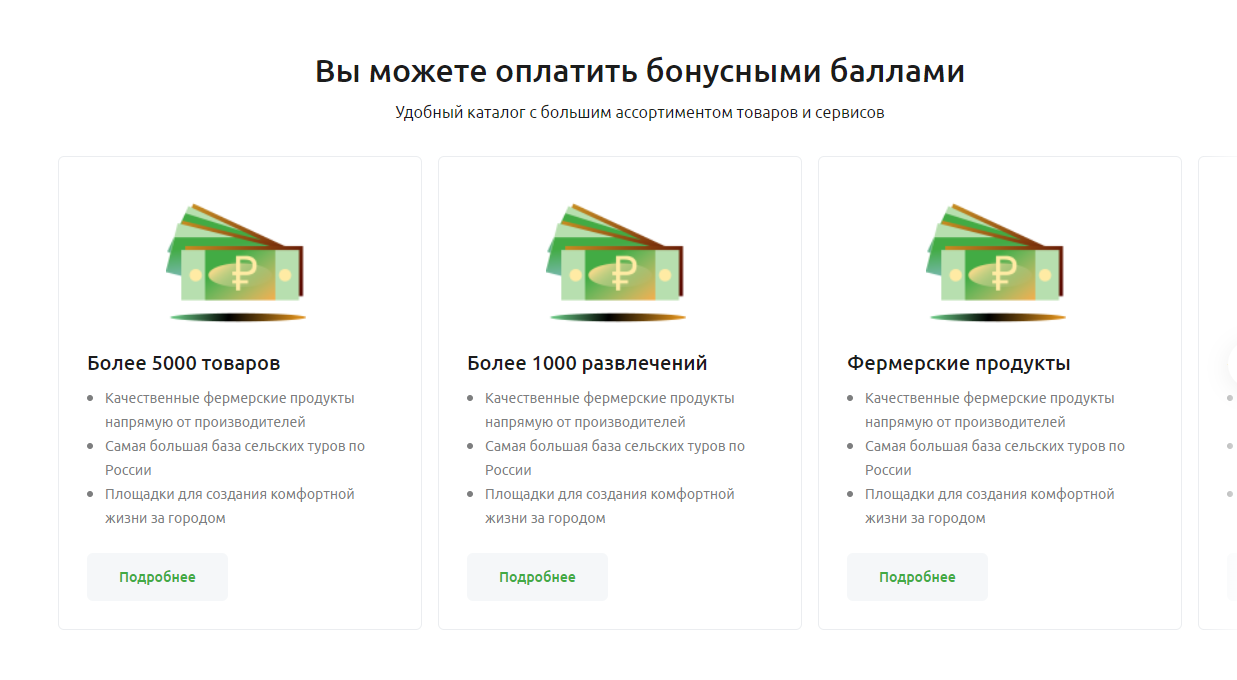 Вы можете оплатить бонусными баллами
Удобный каталог с большим ассортиментом товаров и сервисов
Более 5000 товаров
Качественные фермерские продукты
напрямую от производителей
Самая большая база сельских туров по
России
Площадки для создания комфортной
жизни за городом
Подробнее
Более 1000 развлечений
Качественные фермерские продукты
напрямую от производителей
Самая большая база сельских туров по
России
Площадки для создания комфортной
жизни за городом
Подробнее
Фермерские продукты
Качественные фермерские продукты
напрямую от производителей
Самая большая база сельских туров по
России
Площадки для создания комфортной
жизни за городом
Подробнее